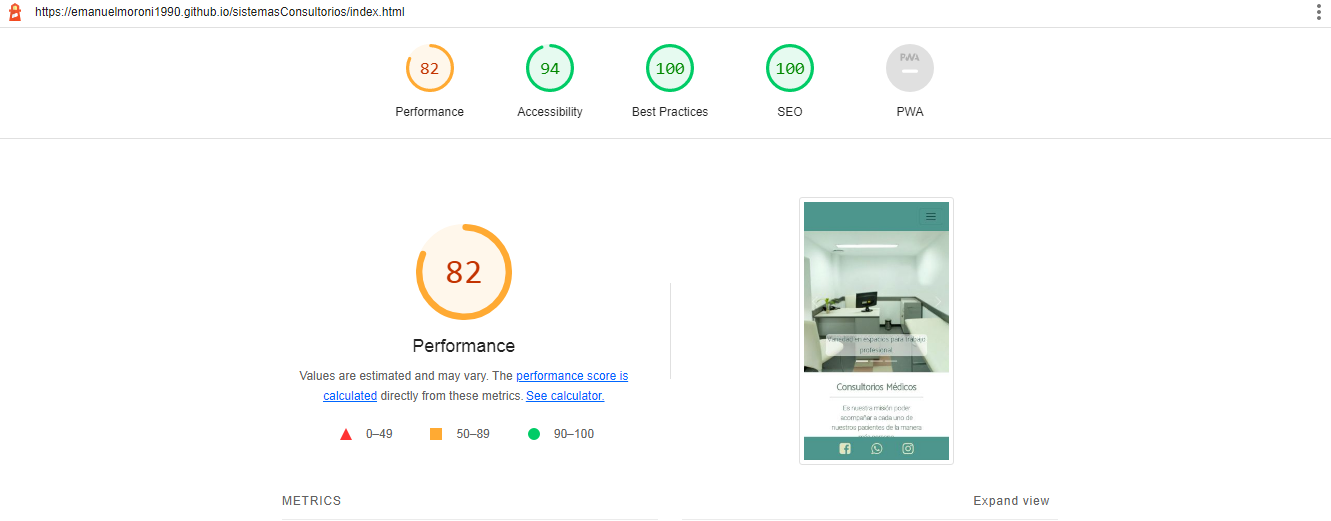 https://emanuelmoroni1990.github.io/sistemasConsultorios/index.html
82
94
100
100
PWA
Performance
Accessibility
Best Practices
SEO
PWA
82
Performance
Values are estimated and may vary. The performance score is
calculated directly from these metrics. See calculator.
0–49
50–89
90–100
Variedad en espacios para trabajo
profesional
Consultorios Médicos
Es nuestra misión poder
acompañar a cada uno de
nuestros pacientes de la manera
METRICS
Expand view